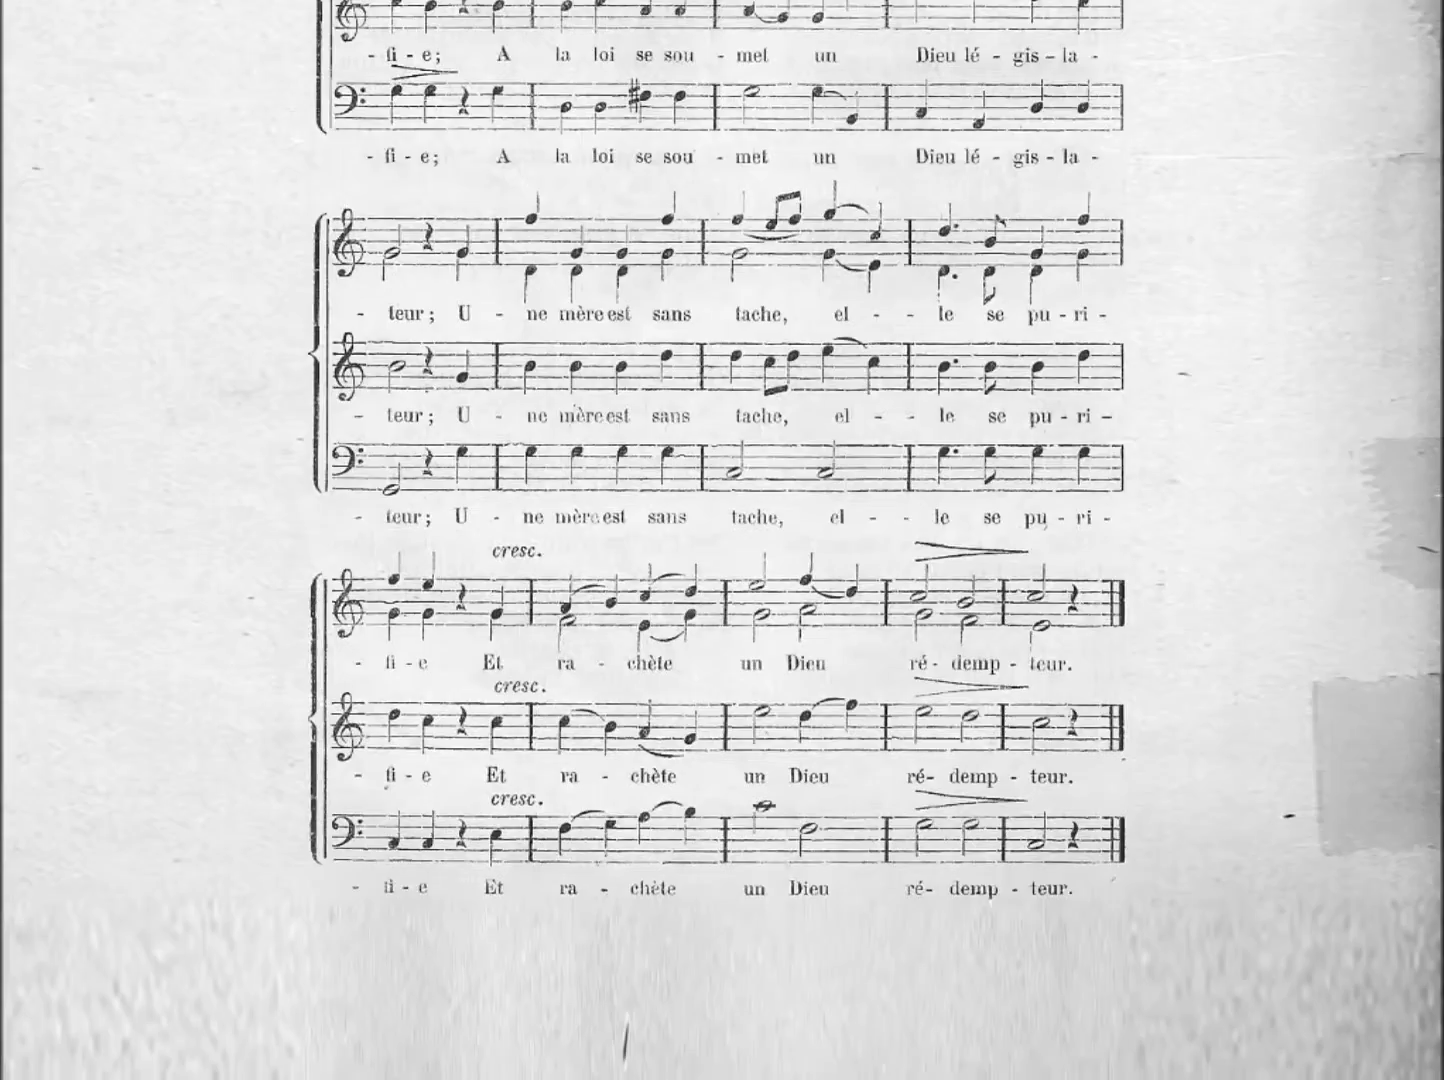 - fi - e; A la loi se sou - met un Dieu lé - gis - la -
- fi - e; A la loi se sou - met un Dieu lé - gis - la -
- teur; U - ne mère est sans tache, el - - le se pu - ri -
- teur; U - ne mère est sans tache, el - - le se pu - ri -
- teur; U - ne mère est sans tache, el - - le se pu - ri -
cresc.
- fi - e Et ra - chète un Dieu ré - demp - teur.
cresc.
- fi - e Et ra - chète un Dieu ré- demp - teur.
cresc.
- fi - e Et ra - chète un Dieu ré- demp - teur.